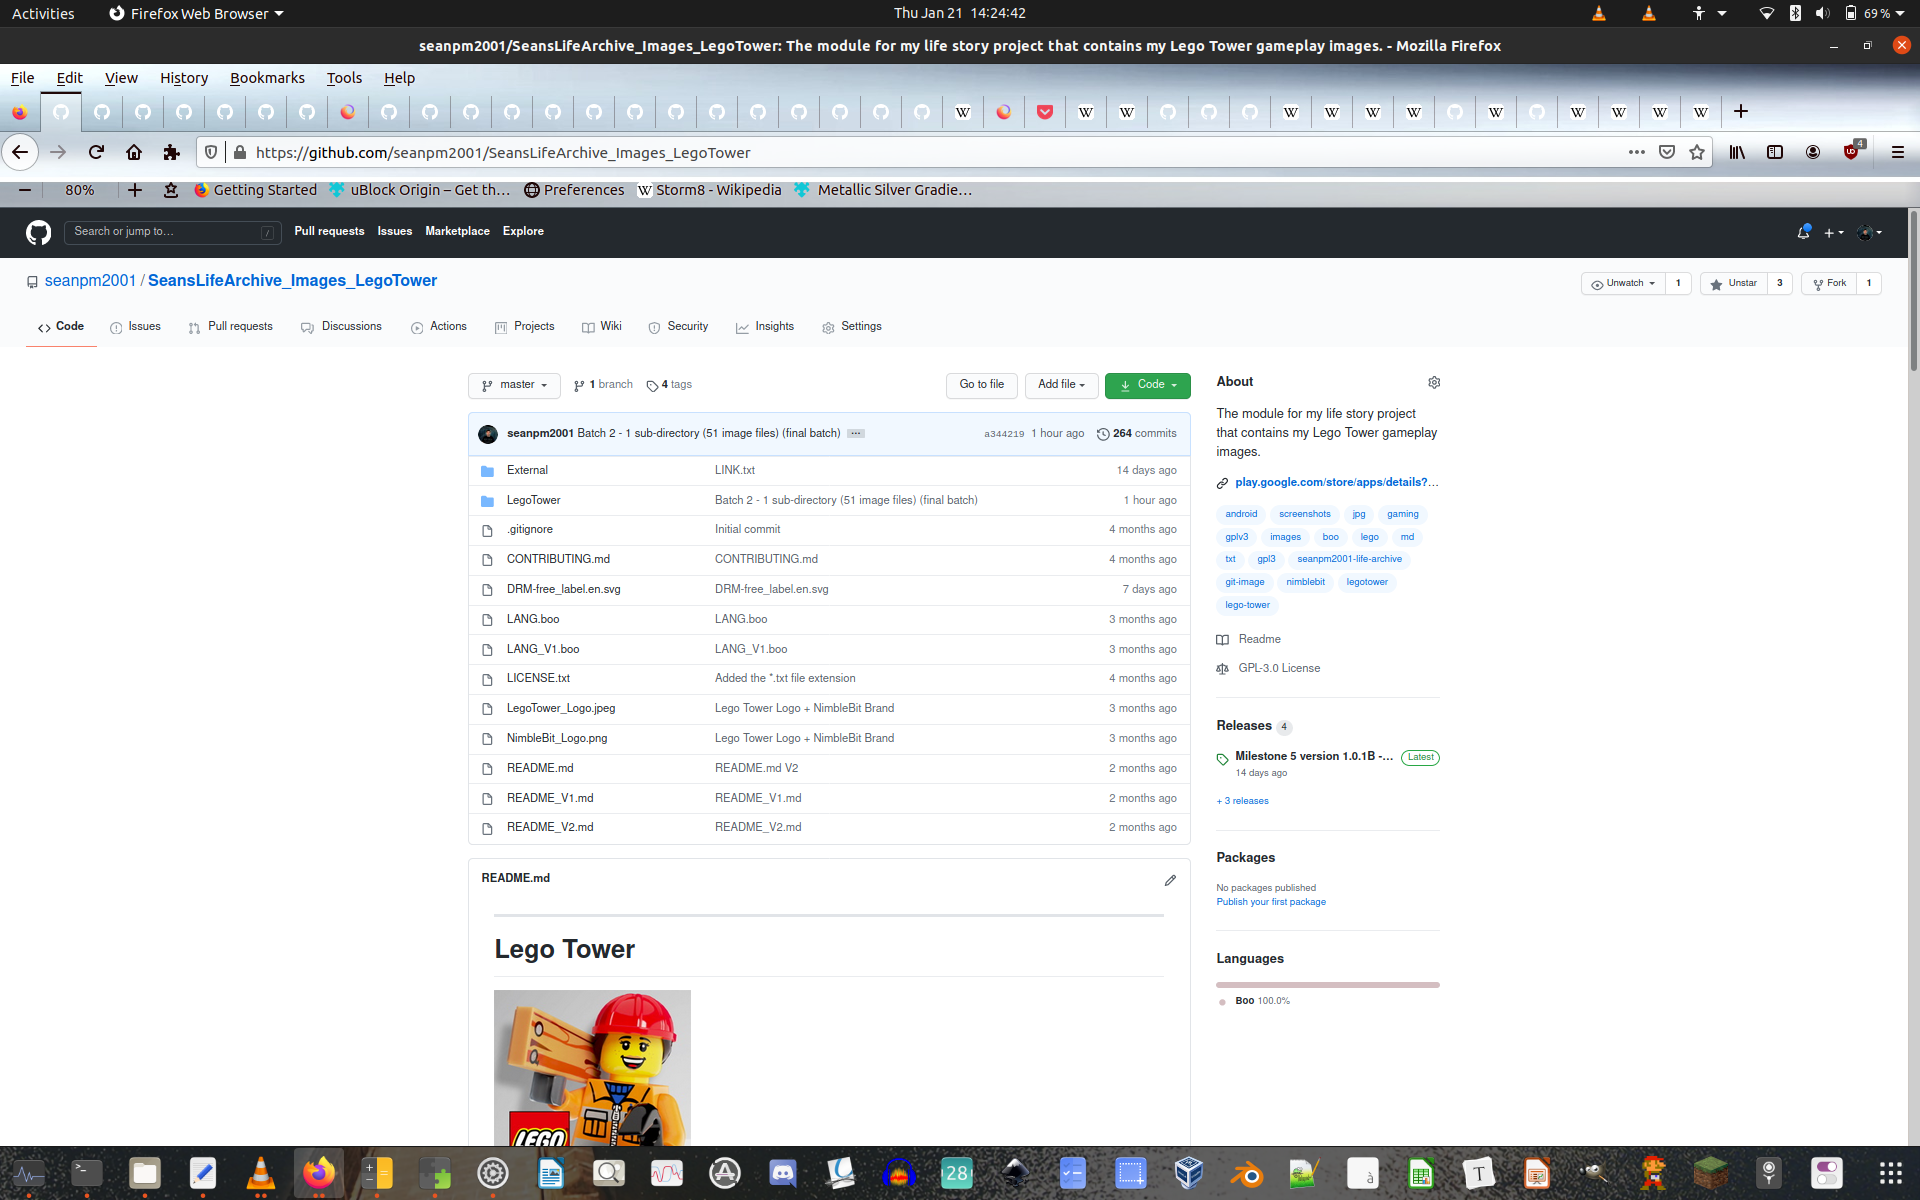 Activities Firefox Web Browser Thu Jan 21 14:24:42 69 %
seanpm2001/SeansLifeArchive_Images_LegoTower: The module for my life story project that contains my Lego Tower gameplay images. - Mozilla Firefox
File Edit View History Bookmarks Tools Help
https://github.com/seanpm2001/SeansLifeArchive_Images_LegoTower 4
80% Getting Started uBlock Origin – Get th… Preferences Storm8 - Wikipedia Metallic Silver Gradie…
Search or jump to… / Pull requests Issues Marketplace Explore
seanpm2001 / SeansLifeArchive_Images_LegoTower Unwatch 1 Unstar 3 Fork 1
Code Issues Pull requests Discussions Actions Projects Wiki Security Insights Settings
master 1 branch 4 tags Go to file Add file Code
seanpm2001 Batch 2 - 1 sub-directory (51 image files) (final batch) ... a344219 1 hour ago 264 commits
External LINK.txt 14 days ago
LegoTower Batch 2 - 1 sub-directory (51 image files) (final batch) 1 hour ago
.gitignore Initial commit 4 months ago
CONTRIBUTING.md CONTRIBUTING.md 4 months ago
DRM-free_label.en.svg DRM-free_label.en.svg 7 days ago
LANG.boo LANG.boo 3 months ago
LANG_V1.boo LANG_V1.boo 3 months ago
LICENSE.txt Added the *.txt file extension 4 months ago
LegoTower_Logo.jpeg Lego Tower Logo + NimbleBit Brand 3 months ago
NimbleBit_Logo.png Lego Tower Logo + NimbleBit Brand 3 months ago
README.md README.md V2 2 months ago
README_V1.md README_V1.md 2 months ago
README_V2.md README_V2.md 2 months ago
README.md
Lego Tower
LEGO
About
The module for my life story project
that contains my Lego Tower gameplay
images.
play.google.com/store/apps/details?…
android screenshots jpg gaming
gplv3 images boo lego md
txt gpl3 seanpm2001-life-archive
git-image nimblebit legotower
lego-tower
Readme
GPL-3.0 License
Releases 4
Milestone 5 version 1.0.1B -… Latest
14 days ago
+ 3 releases
Packages
No packages published
Publish your first package
Languages
Boo 100.0%
28